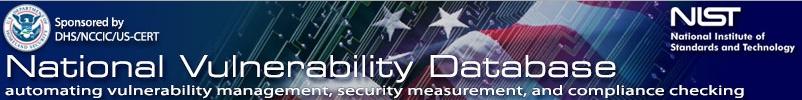 Sponsored by
DHS/NCCIC/US-CERT
NIST
National Institute of
Standards and Technology
National Vulnerability Database
automating vulnerability management, security measurement, and compliance checking